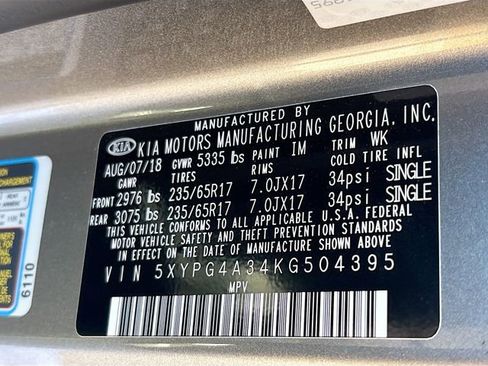 MANUFACTURED BY
KIA KIA MOTORS MANUFACTURING GEORGIA, INC.
AUG/07/18 GVWR 5335 lbs PAINT IM TRIM WK
GAWR TIRES RIMS COLD TIRE INFL
FRONT 2976 lbs 235/65R17 7.0JX17 34psi SINGLE
REAR 3075 lbs 235/65R17 7.0JX17 34psi SINGLE
THIS VEHICLE CONFORMS TO ALL APPLICABLE U.S.A. FEDERAL
MOTOR VEHICLE SAFETY AND THEFT PREVENTION STANDARDS
IN EFFECT ON THE DATE OF MANUFACTURE SHOWN ABOVE.
VIN 5XYPG4A34KG504395
MPV
6110